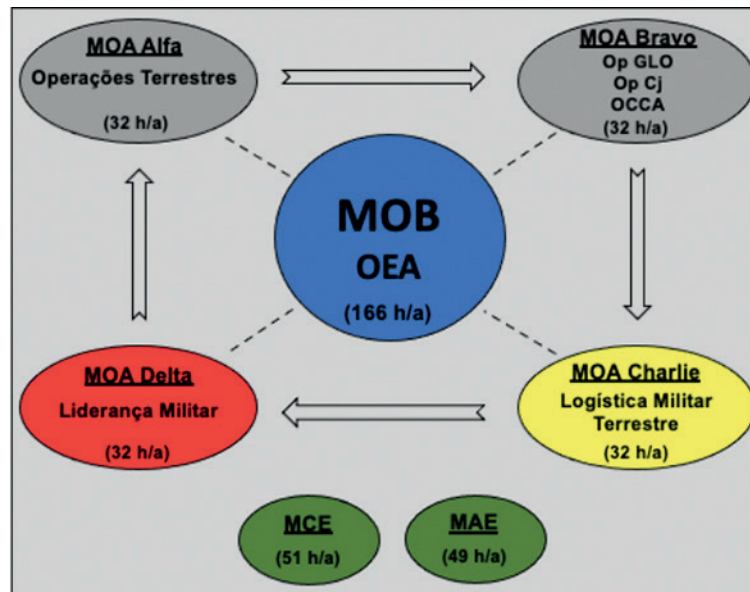 MOA Alfa
Operações Terrestres
(32 h/a)
MOA Bravo
Op GLO
Op Cj
OCCA
(32 h/a)
MOB
OEA
(166 h/a)
MOA Delta
Liderança Militar
(32 h/a)
MOA Charlie
Logística Militar
Terrestre
(32 h/a)
MCE
(51 h/a)
MAE
(49 h/a)